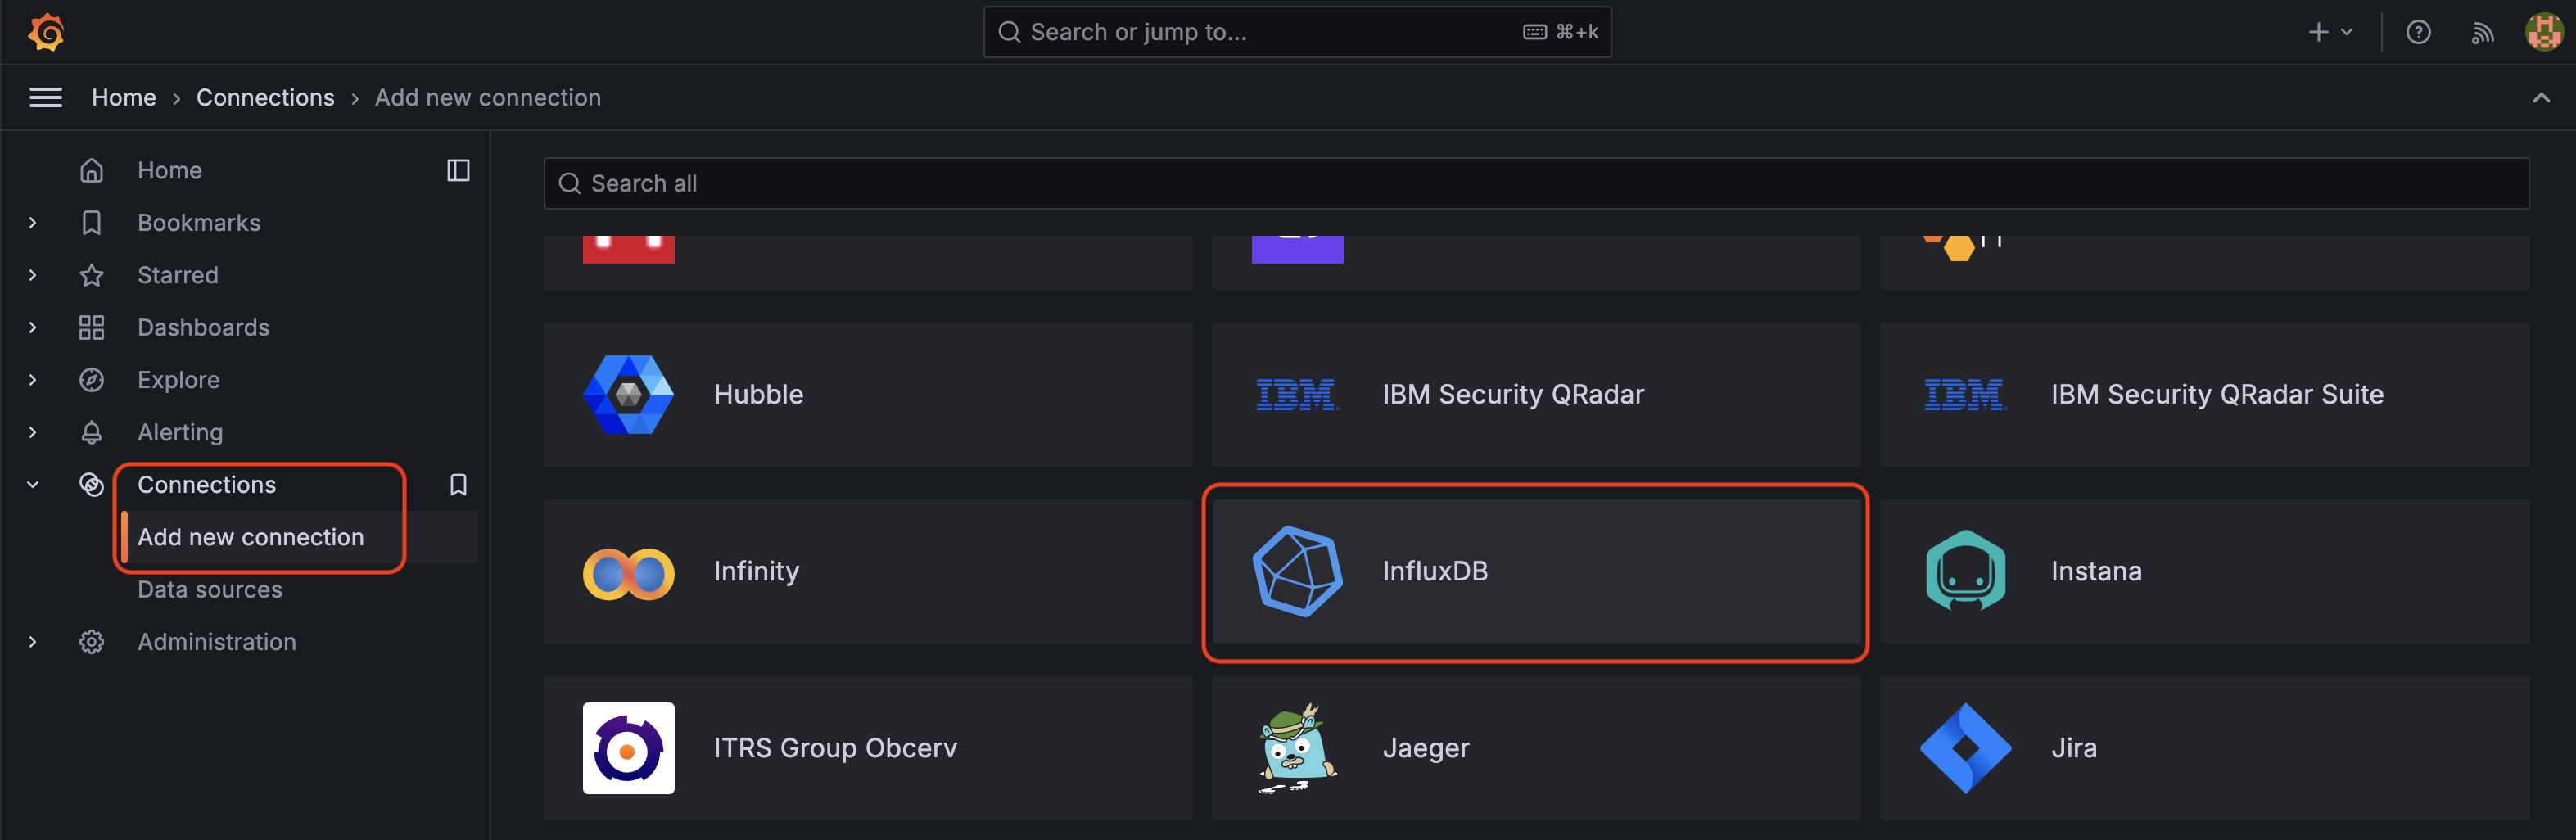 Search or jump to...
⌘+k
Home › Connections › Add new connection
Home
Bookmarks
Starred
Dashboards
Explore
Alerting
Connections
Add new connection
Data sources
Administration
Search all
Hubble
IBM
IBM Security QRadar
IBM
IBM Security QRadar Suite
Infinity
InfluxDB
Instana
ITRS Group Obcerv
Jaeger
Jira